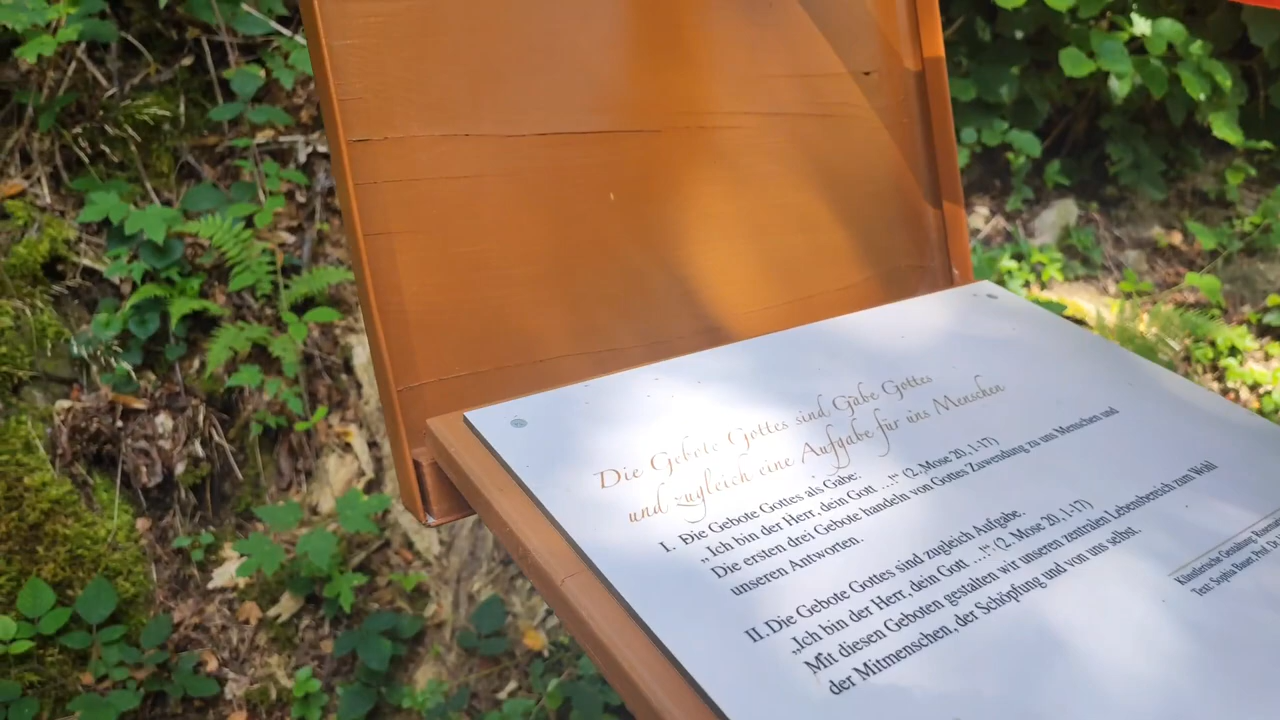 Die Gebote Gottes sind Gabe Gottes
und zugleich eine Aufgabe für uns Menschen
I. Die Gebote Gottes als Gabe:
„Ich bin der Herr, dein Gott ...!“ (2. Mose 20, 1-17)
Die ersten drei Gebote handeln von Gottes Zuwendung zu uns Menschen und
unseren Antworten.
II. Die Gebote Gottes sind zugleich Aufgabe.
„Ich bin der Herr, dein Gott ...!“ (2. Mose 20, 1-17)
Mit diesen Geboten gestalten wir unseren zentralen Lebensbereich zum Wohl
der Mitmenschen, der Schöpfung und von uns selbst.
Künstlerische Gestaltung:
Text: Sophia Bauer, Prof.